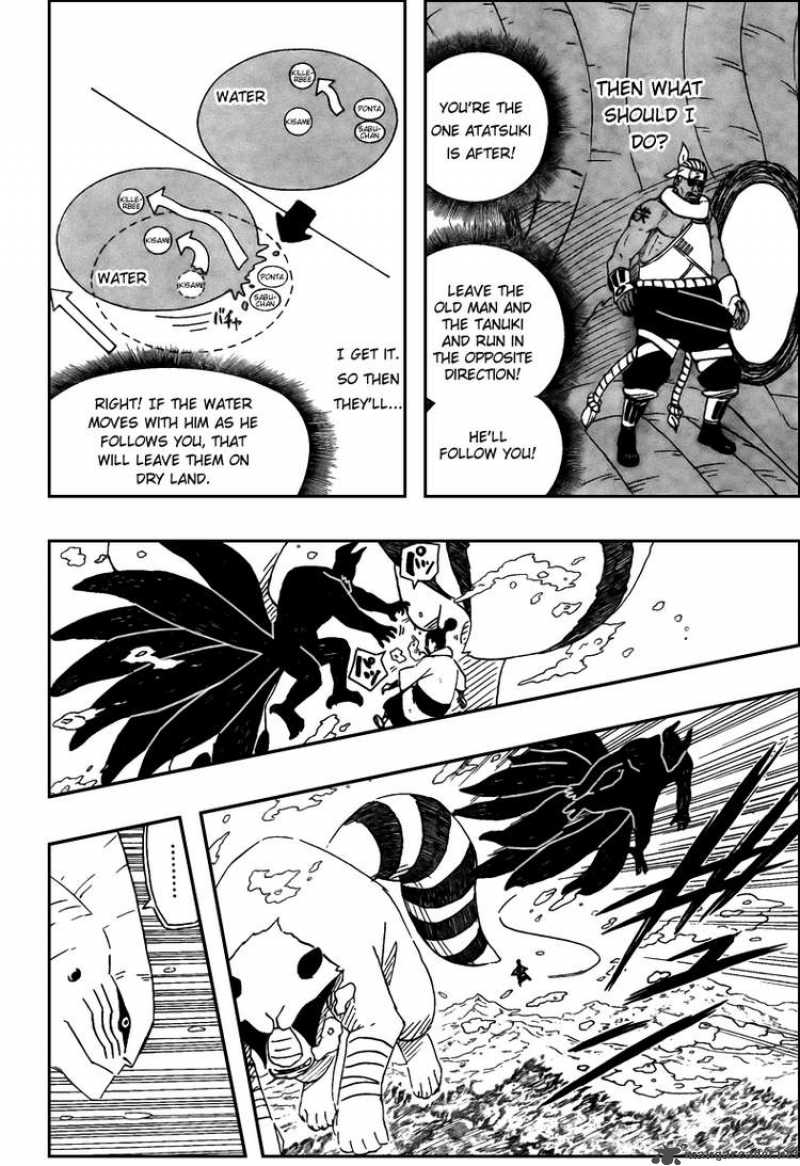 THEN WHAT
SHOULD I
DO?
YOU'RE THE
ONE ATATSUKI
IS AFTER!
LEAVE THE
OLD MAN AND
THE TANUKI
AND RUN IN
THE OPPOSITE
DIRECTION!
HE'LL
FOLLOW YOU!
WATER
KILLE-
RBEE
KISAME
PONTA
SABU-
CHAN
KILLE-
RBEE
KISAME
WATER
KISAME
PONTA
SABU-
CHAN
バチャ
I GET IT.
SO THEN
THEY'LL...
RIGHT! IF THE WATER
MOVES WITH HIM AS HE
FOLLOWS YOU, THAT
WILL LEAVE THEM ON
DRY LAND.
........